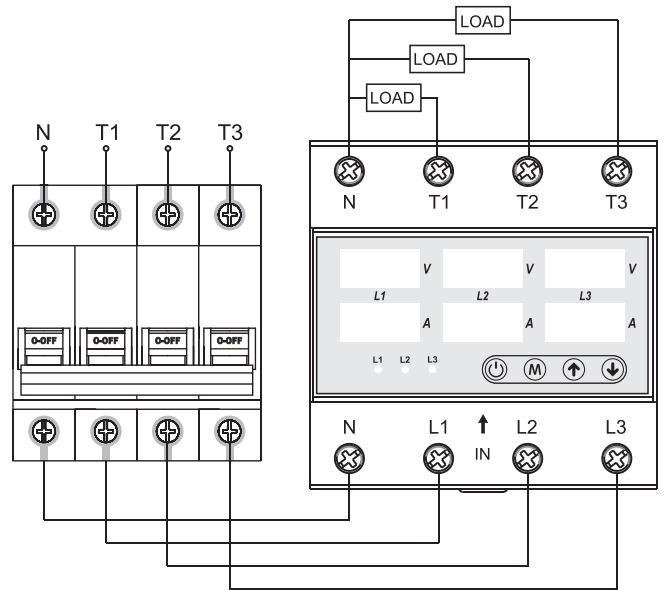 LOAD
LOAD
LOAD
N T1 T2 T3
N T1 T2 T3
V V V
L1 L2 L3
A A A
O-OFF O-OFF O-OFF O-OFF
L1 L2 L3
M
N L1 L2 L3
IN